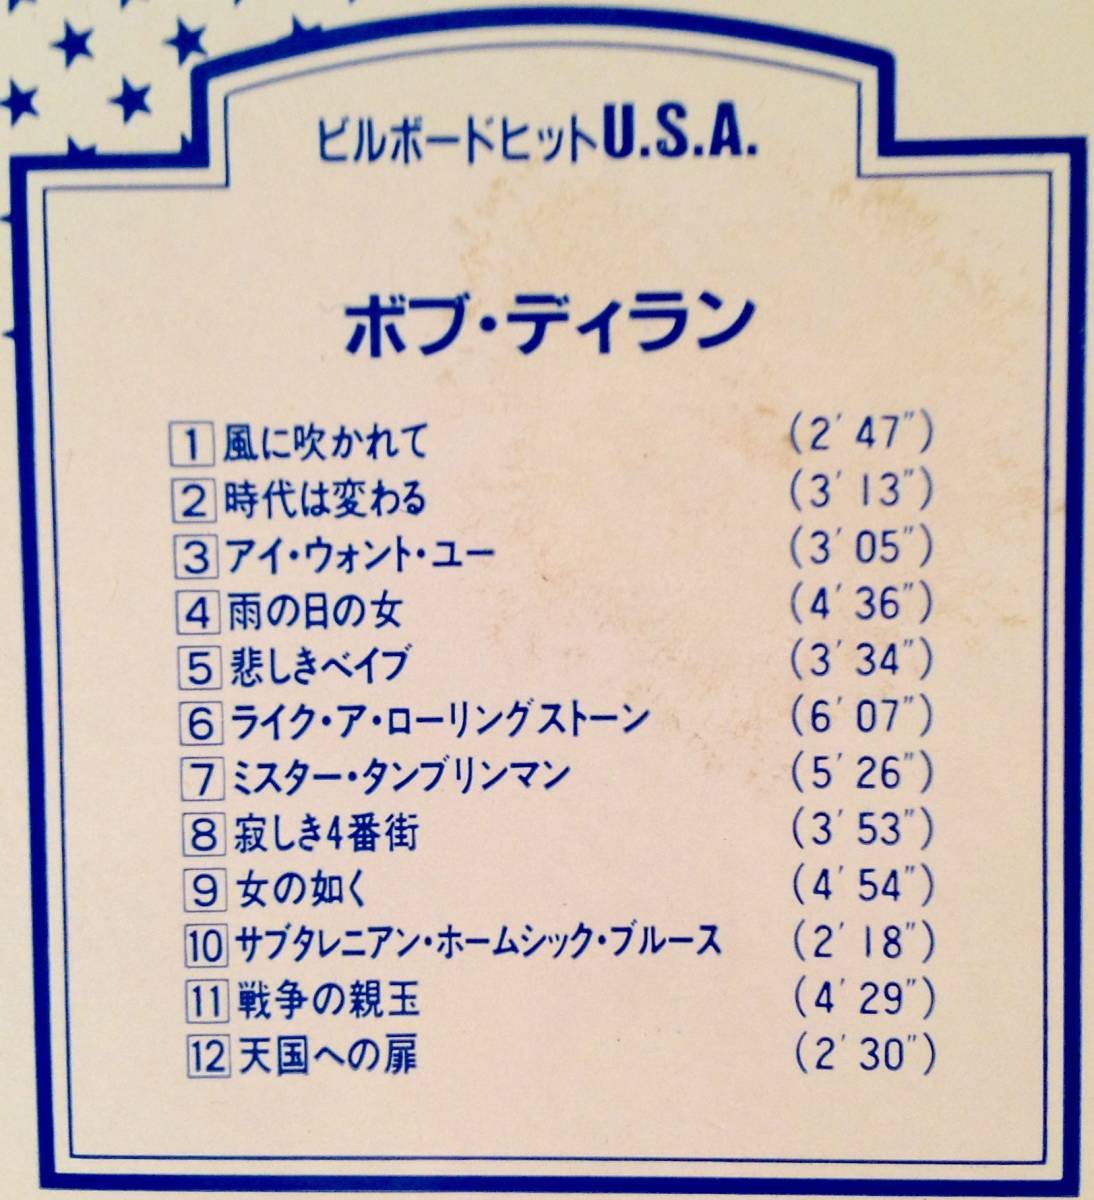 ビルボードヒットU.S.A.
ボブ・ディラン
1 風に吹かれて (2′47″)
2 時代は変わる (3′13″)
3 アイ・ウォント・ユー (3′05″)
4 雨の日の女 (4′36″)
5 悲しきベイブ (3′34″)
6 ライク・ア・ローリングストーン (6′07″)
7 ミスター・タンブリンマン (5′26″)
8 寂しき4番街 (3′53″)
9 女の如く (4′54″)
10 サブタレニアン・ホームシック・ブルース (2′18″)
11 戦争の親玉 (4′29″)
12 天国への扉 (2′30″)